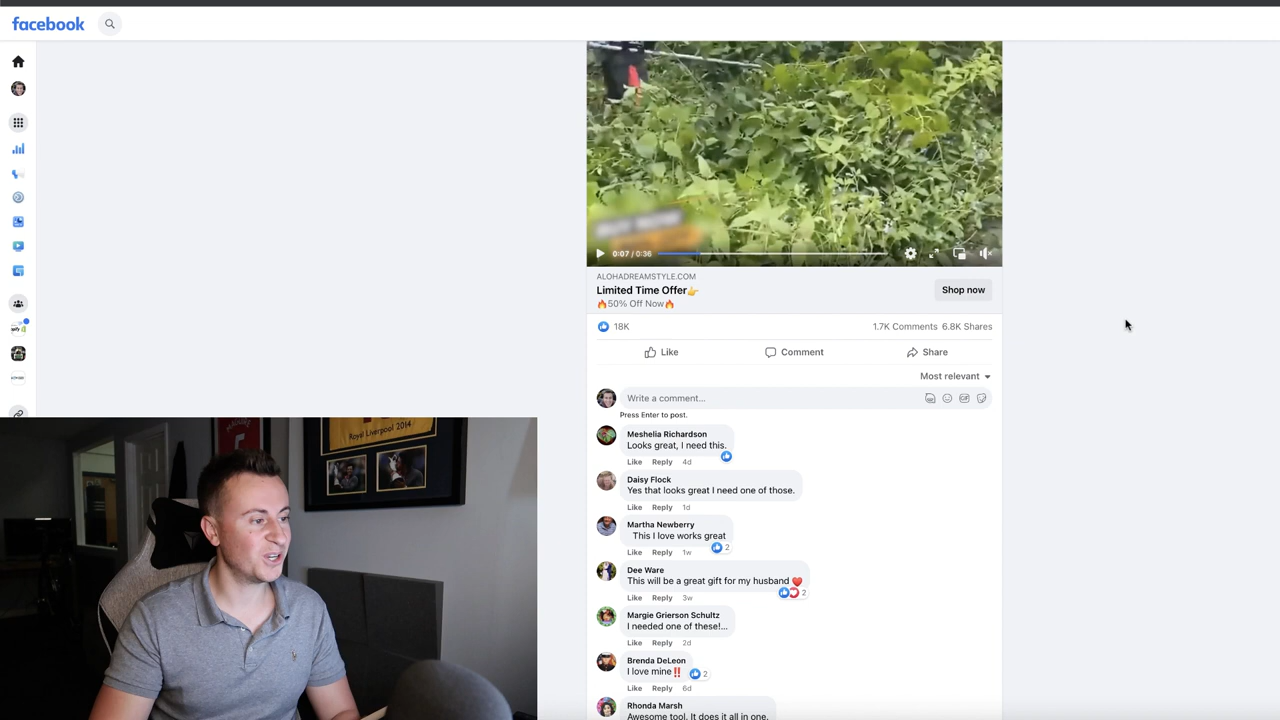 facebook
0:07 / 0:36
ALOHADREAMSTYLE.COM
Limited Time Offer👉
🔥50% Off Now🔥
Shop now
18K
1.7K Comments 6.8K Shares
Like
Comment
Share
Most relevant
Write a comment...
GIF
Press Enter to post.
Meshelia Richardson
Looks great, I need this.
Like Reply 4d
Daisy Flock
Yes that looks great I need one of those.
Like Reply 1d
Martha Newberry
This I love works great
2
Like Reply 1w
Dee Ware
This will be a great gift for my husband ❤️
2
Like Reply 3w
Margie Grierson Schultz
I needed one of these!...
Like Reply 2d
Brenda DeLeon
I love mine‼️
2
Like Reply 6d
Rhonda Marsh
Awesome tool. It does it all in one.
Royal Liverpool 2014